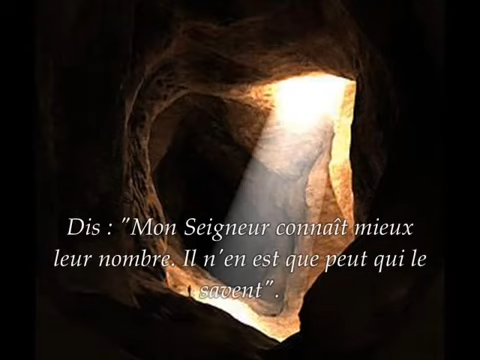 Dis : "Mon Seigneur connaît mieux
leur nombre. Il n'en est que peut qui le
savent".